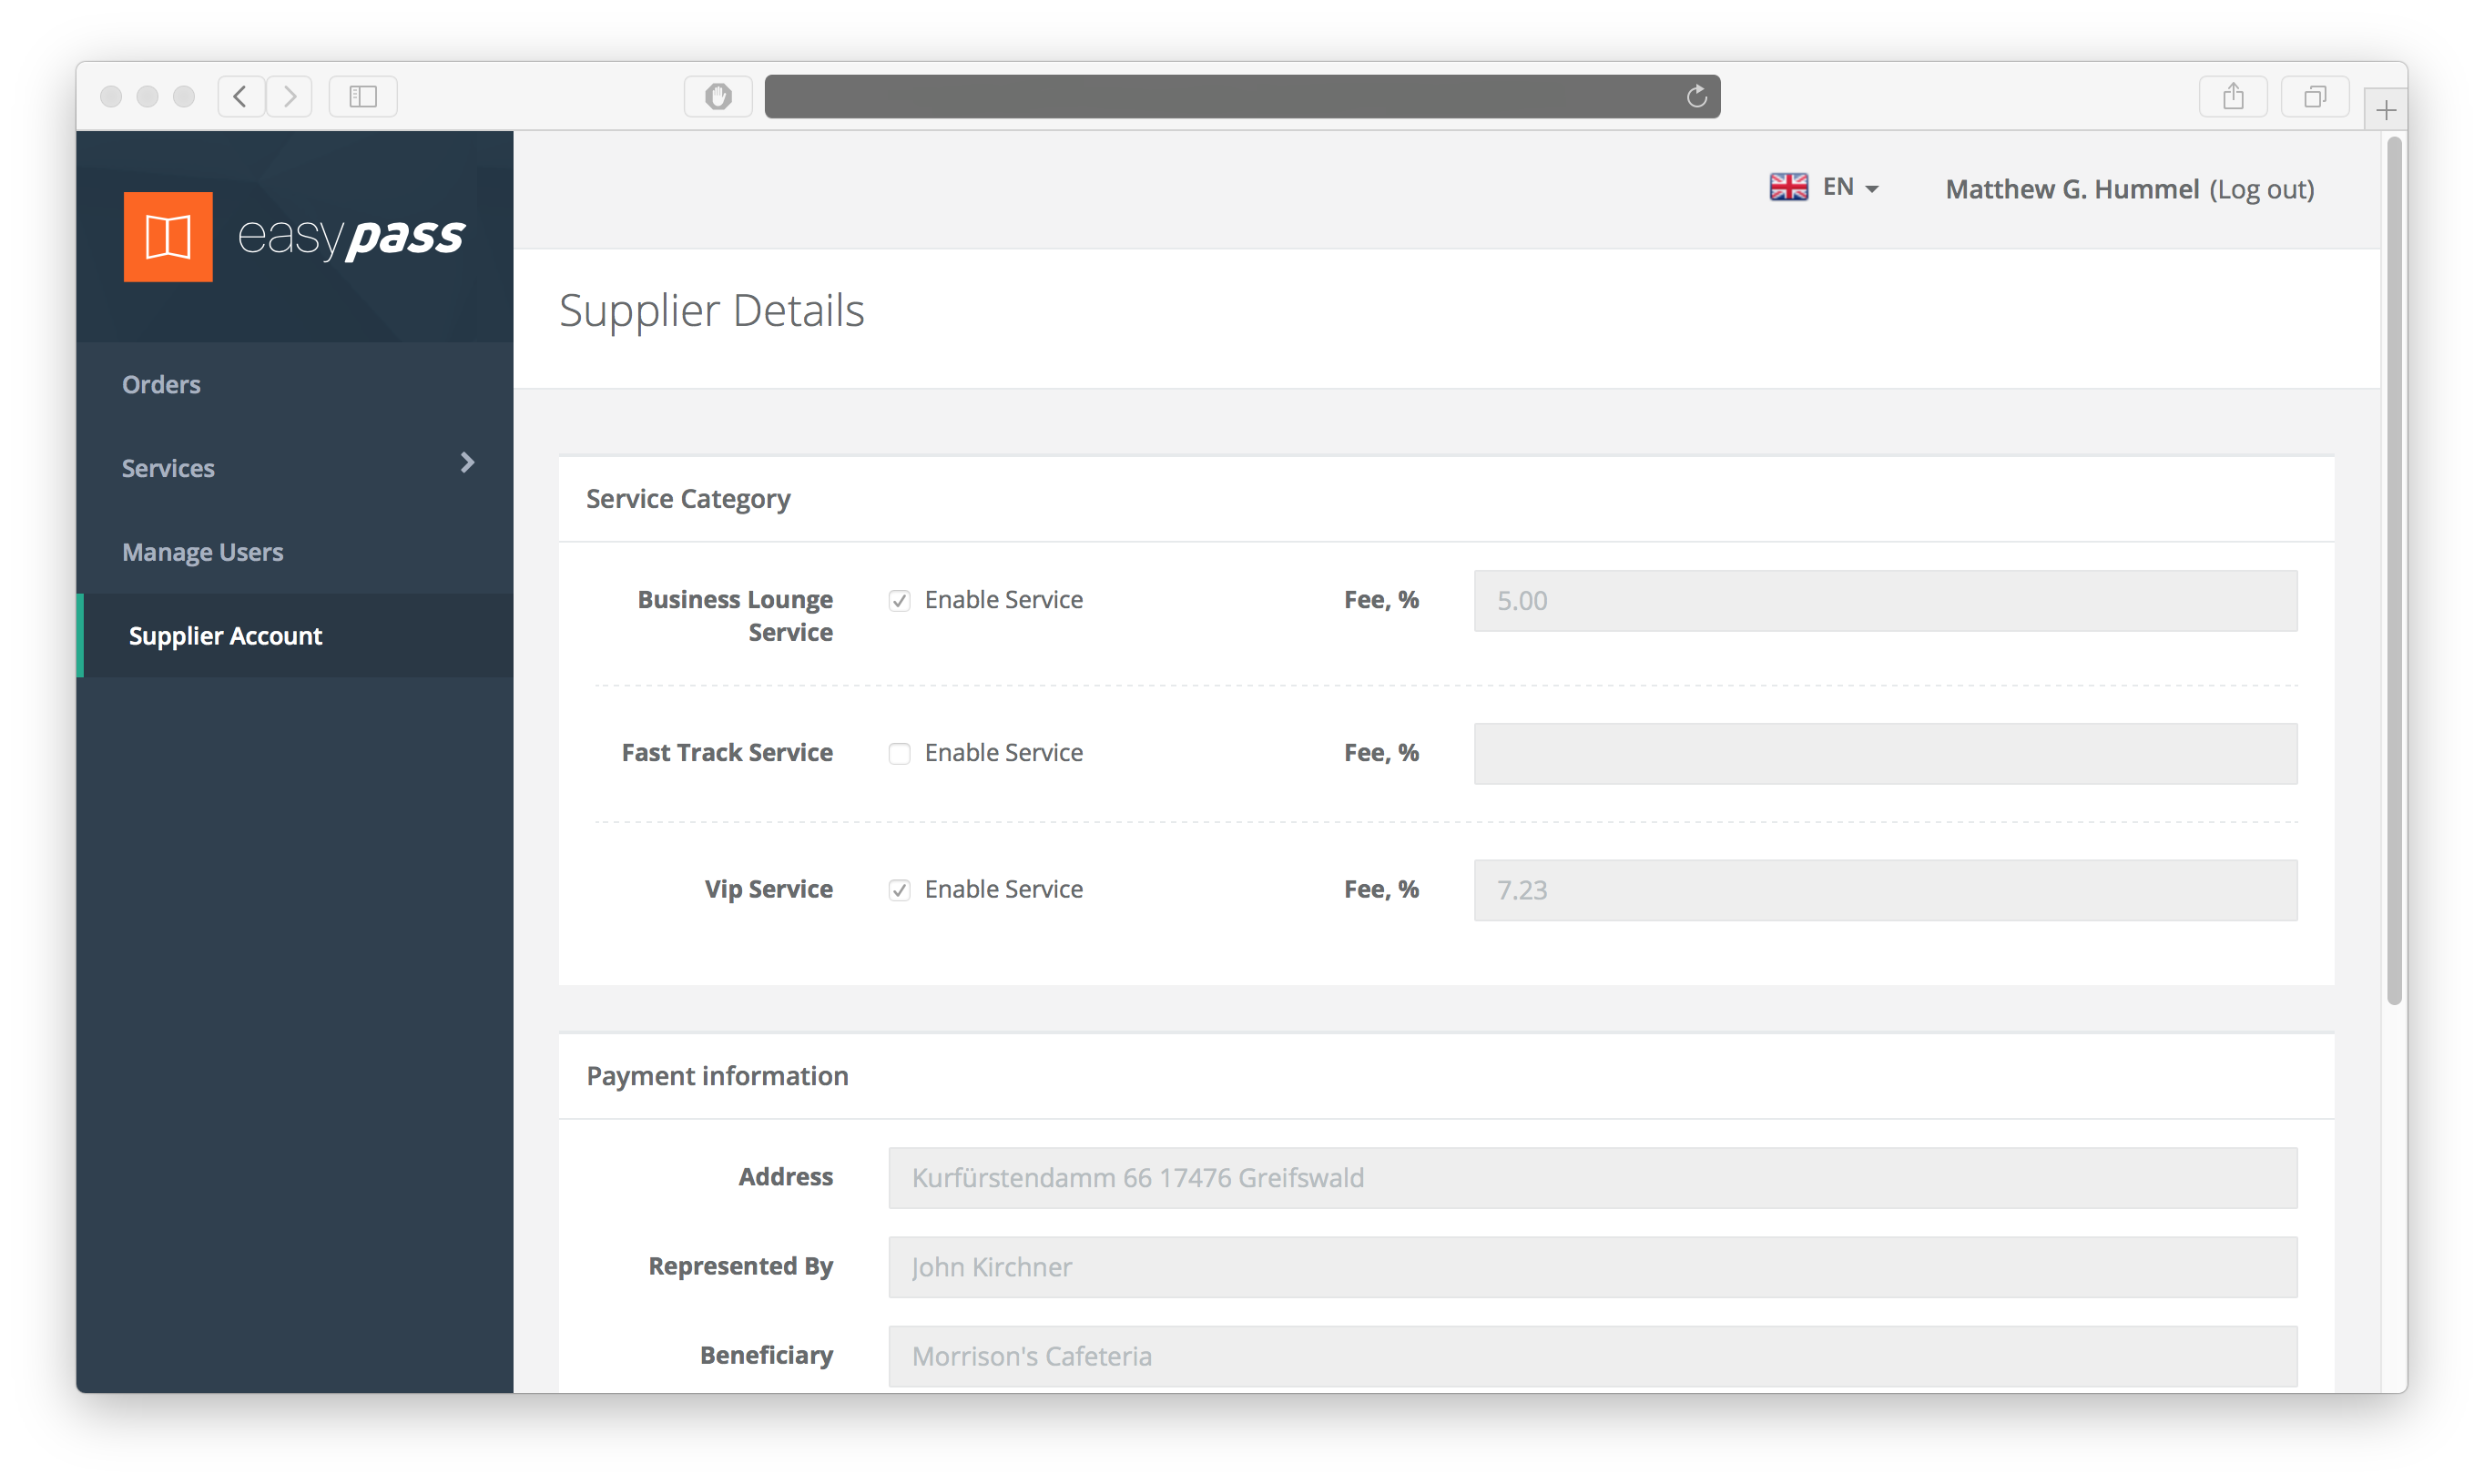 easypass
EN
Matthew G. Hummel (Log out)
Supplier Details
Orders
Services
Manage Users
Supplier Account
Service Category
Business Lounge
Service
Enable Service
Fee, %
5.00
Fast Track Service
Enable Service
Fee, %
Vip Service
Enable Service
Fee, %
7.23
Payment information
Address
Kurfürstendamm 66 17476 Greifswald
Represented By
John Kirchner
Beneficiary
Morrison's Cafeteria